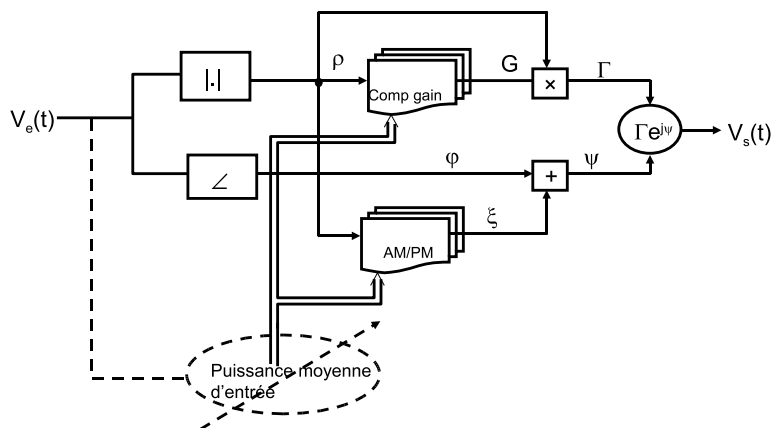 |.|
ρ
Comp gain
G
×
Γ
V_e(t)
Γe^{jψ}
V_s(t)
∠
φ
+
ψ
AM/PM
ξ
Puissance moyenne
d'entrée